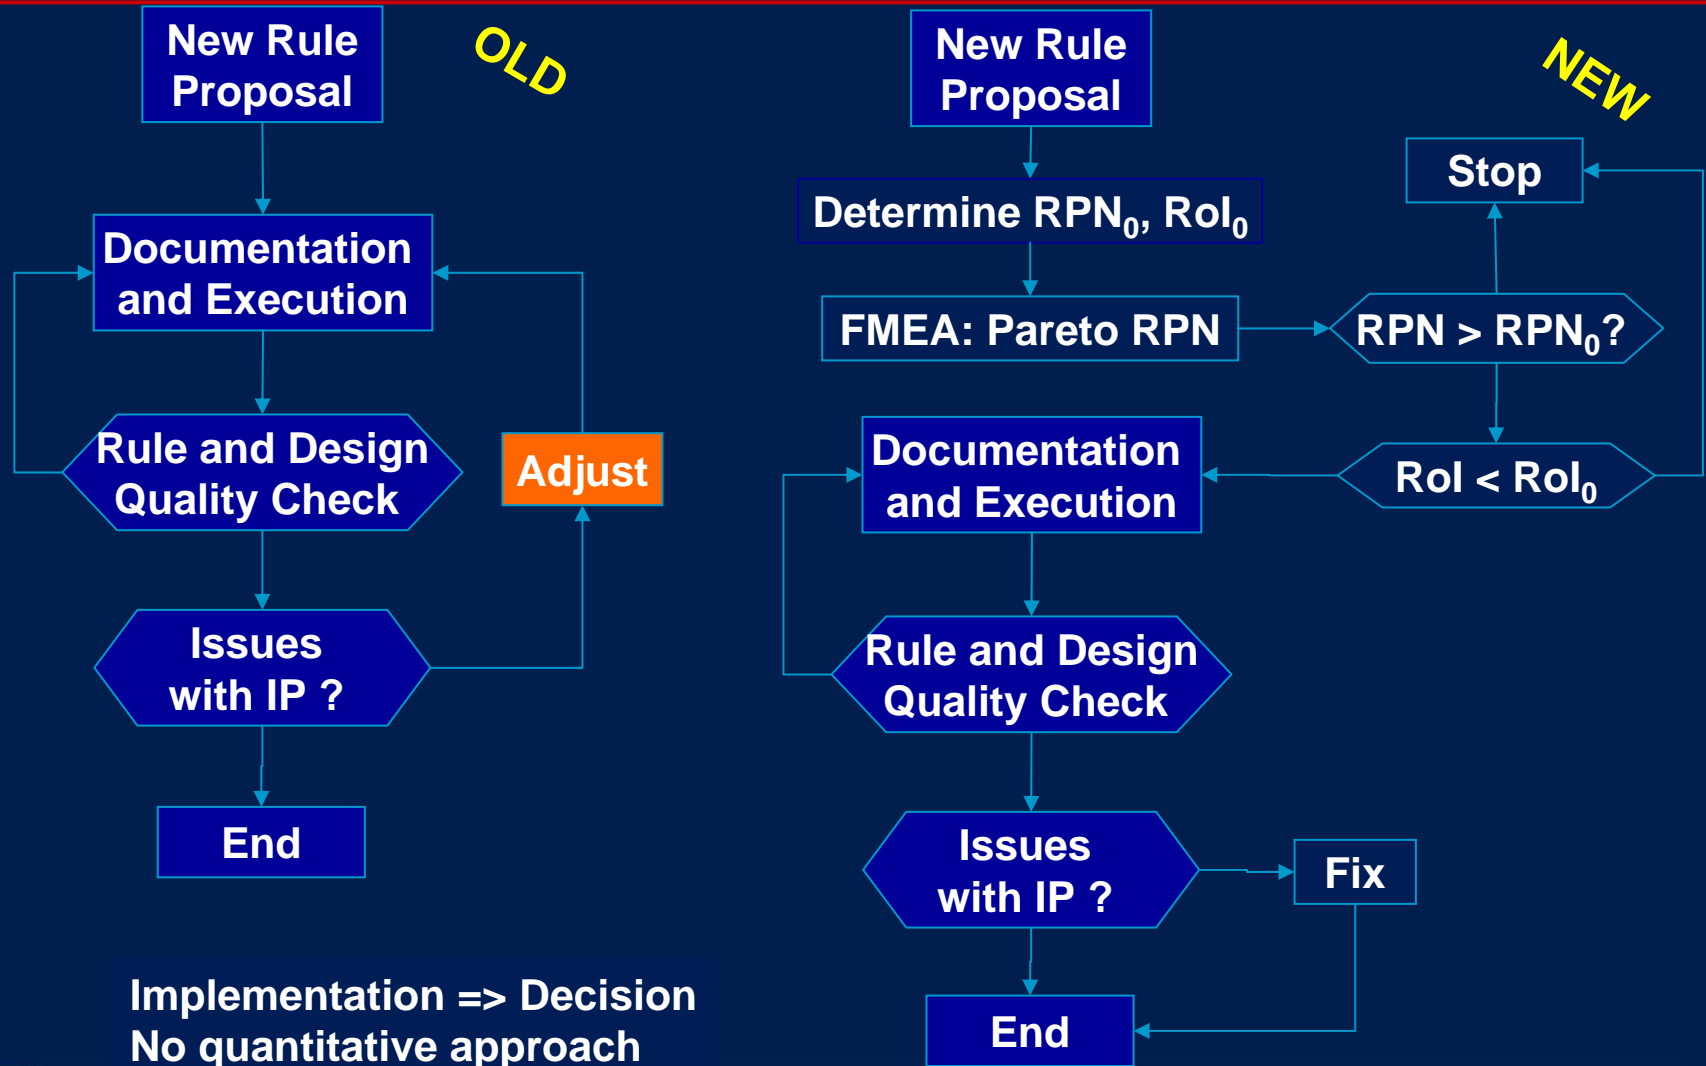 OLD
New Rule
Proposal
Documentation
and Execution
Rule and Design
Quality Check
Adjust
Issues
with IP ?
End
Implementation => Decision
No quantitative approach
NEW
New Rule
Proposal
Determine RPN₀, RoI₀
FMEA: Pareto RPN
RPN > RPN₀?
Stop
RoI < RoI₀
Documentation
and Execution
Rule and Design
Quality Check
Issues
with IP ?
Fix
End